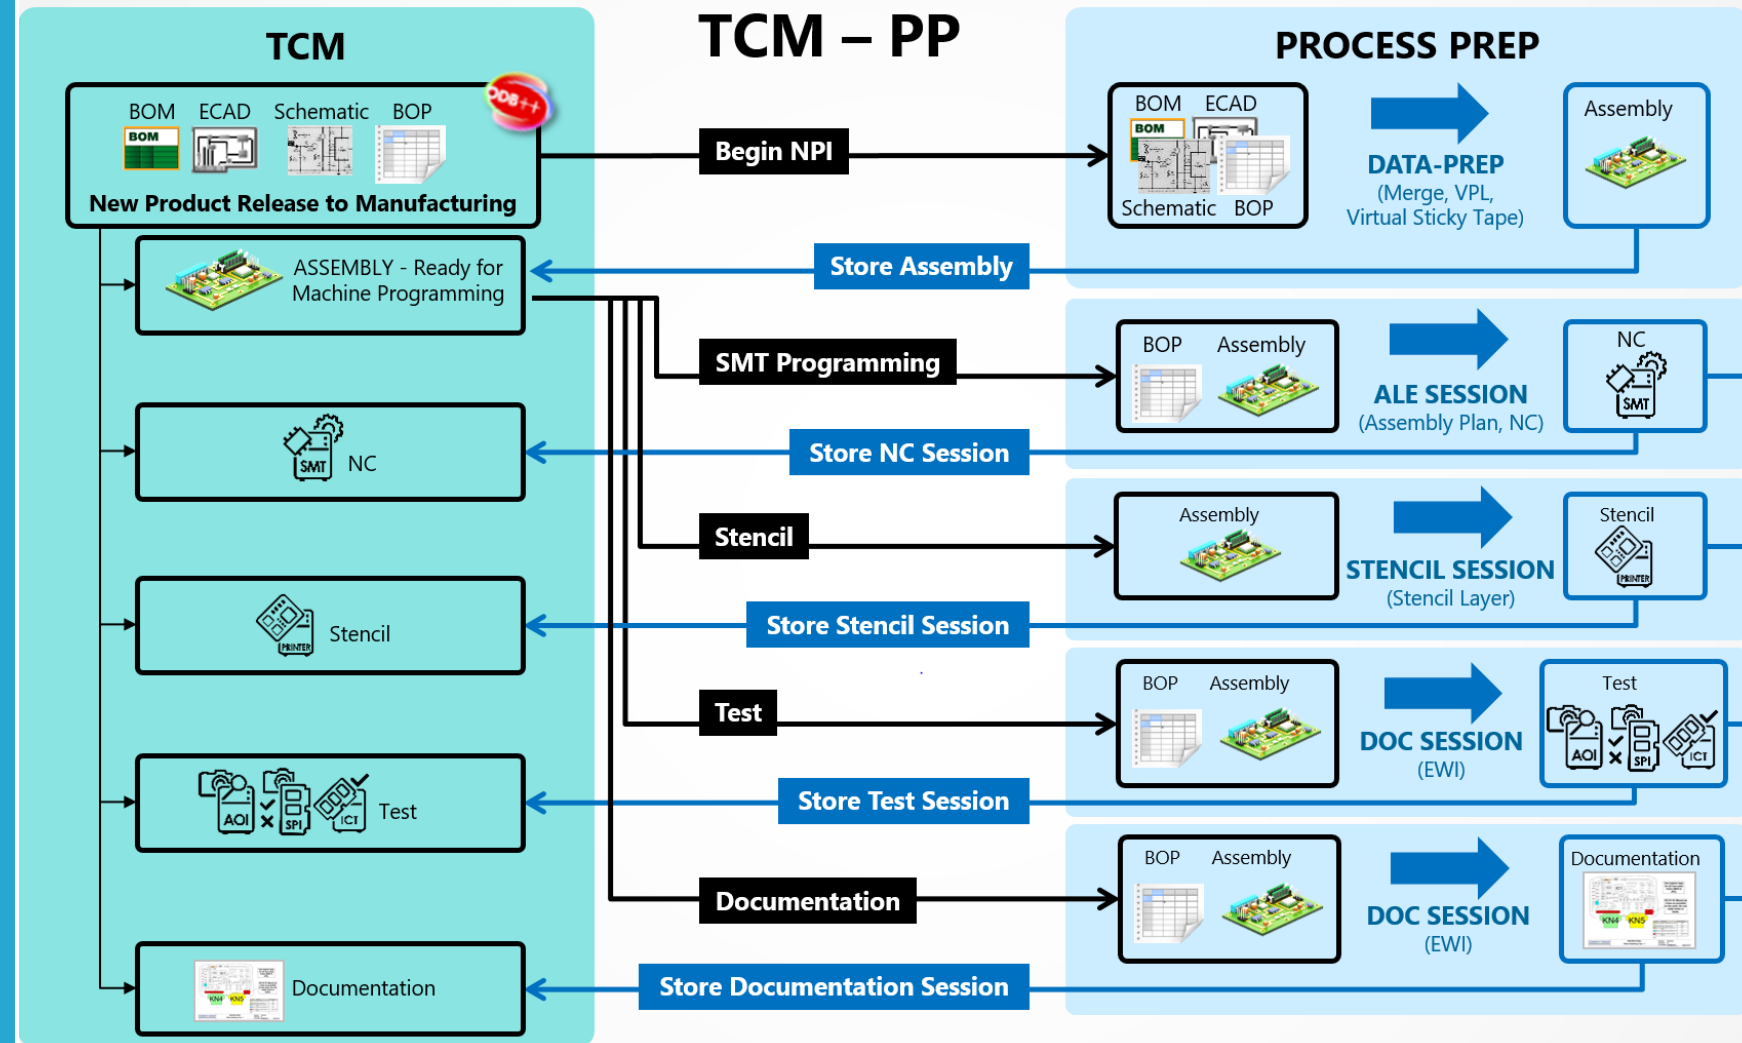 TCM
TCM – PP
PROCESS PREP
BOM ECAD Schematic BOP
ODB++
BOM
New Product Release to Manufacturing
Begin NPI
BOM ECAD
BOM
Schematic BOP
DATA-PREP
(Merge, VPL,
Virtual Sticky Tape)
Assembly
ASSEMBLY - Ready for
Machine Programming
Store Assembly
SMT Programming
BOP Assembly
ALE SESSION
(Assembly Plan, NC)
NC
SMT
SMT
NC
Store NC Session
Stencil
Assembly
STENCIL SESSION
(Stencil Layer)
Stencil
PRINTER
PRINTER
Stencil
Store Stencil Session
Test
BOP Assembly
DOC SESSION
(EWI)
Test
AOI SPI ICT
AOI SPI ICT
Test
Store Test Session
Documentation
BOP Assembly
DOC SESSION
(EWI)
Documentation
KN4 KN5
KN4 KN5
Documentation
Store Documentation Session